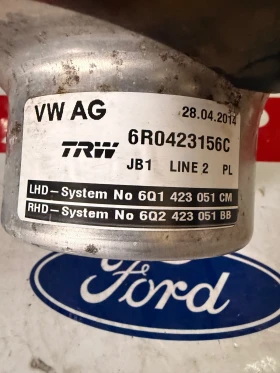 VW AG 28.04.2014
TRW 6R0423156C
JB1 LINE 2 PL
LHD-System No 6Q1 423 051 CM
RHD-System No 6Q2 423 051 BB
Ford